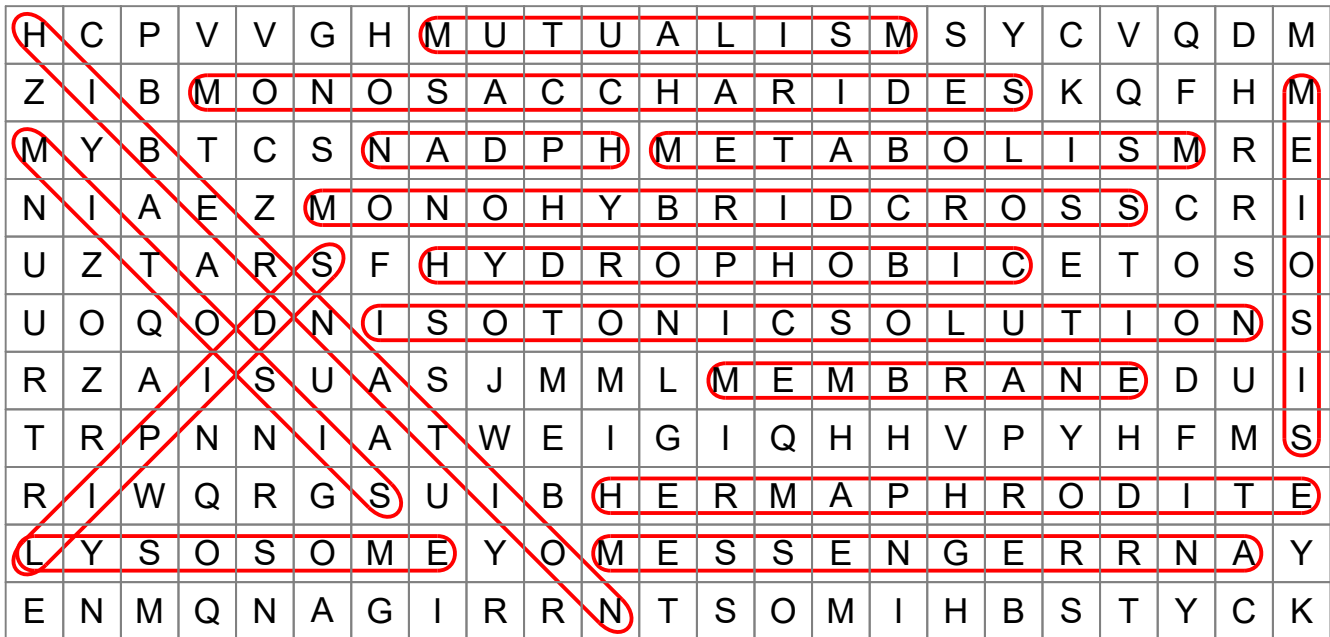 H C P V V G H M U T U A L I S M S Y C V Q D M
Z I B M O N O S A C C H A R I D E S K Q F H M
M Y B T C S N A D P H M E T A B O L I S M R E
N I A E Z M O N O H Y B R I D C R O S S C R I
U Z T A R S F H Y D R O P H O B I C E T O S O
U O Q O D N I S O T O N I C S O L U T I O N S
R Z A I S U A S J M M L M E M B R A N E D U I
T R P N N I A T W E I G I Q H H V P Y H F M S
R I W Q R G S U I B H E R M A P H R O D I T E
L Y S O S O M E Y O M E S S E N G E R R N A Y
E N M Q N A G I R R N T S O M I H B S T Y C K